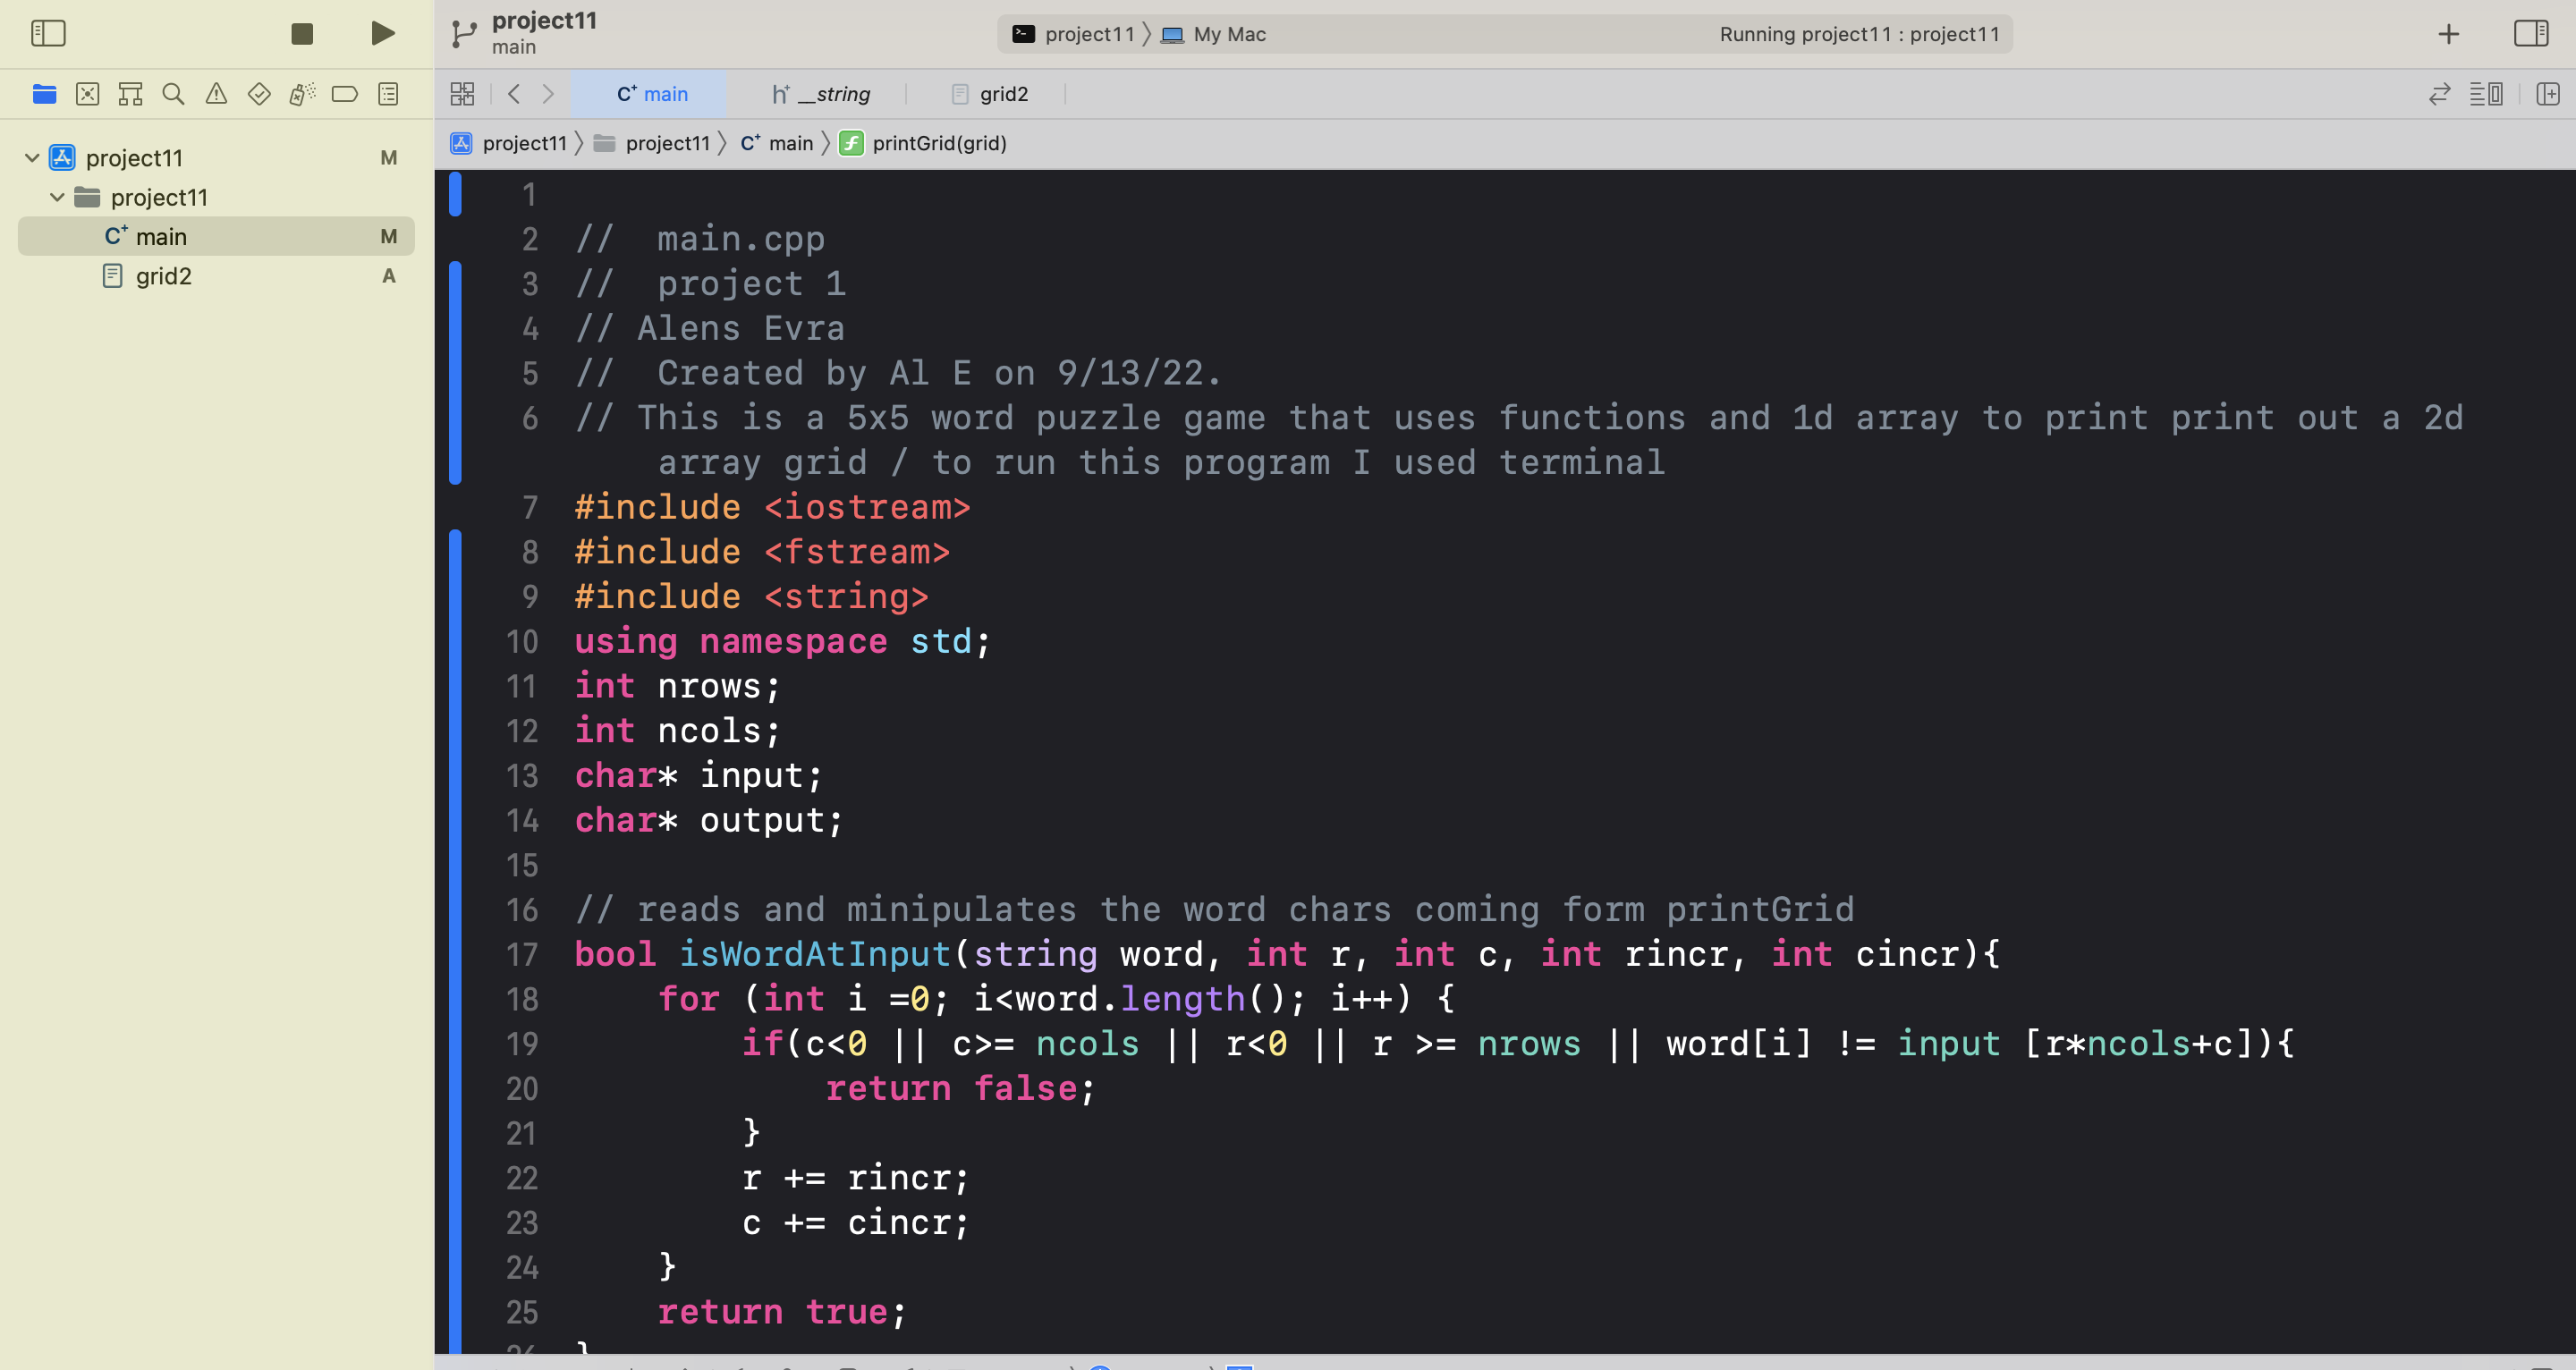 project11
main
project11 〉 My Mac
Running project11 : project11
main
__string
grid2
project11 〉 project11 〉 main 〉 printGrid(grid)
project11 M
project11
main M
grid2 A
1
2 //  main.cpp
3 //  project 1
4 // Alens Evra
5 //  Created by Al E on 9/13/22.
6 // This is a 5x5 word puzzle game that uses functions and 1d array to print print out a 2d
array grid / to run this program I used terminal
7 #include <iostream>
8 #include <fstream>
9 #include <string>
10 using namespace std;
11 int nrows;
12 int ncols;
13 char* input;
14 char* output;
15
16 // reads and minipulates the word chars coming form printGrid
17 bool isWordAtInput(string word, int r, int c, int rincr, int cincr){
18     for (int i =0; i<word.length(); i++) {
19         if(c<0 || c>= ncols || r<0 || r >= nrows || word[i] != input [r*ncols+c]){
20             return false;
21         }
22         r += rincr;
23         c += cincr;
24     }
25     return true;